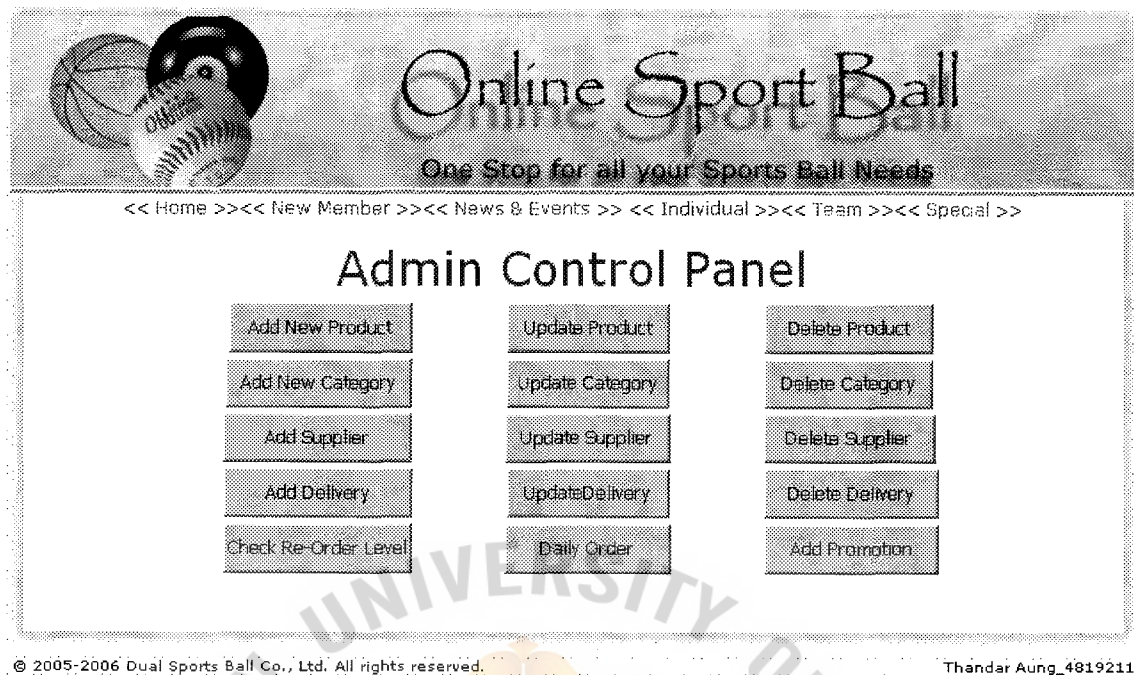 Online Sport Ball
One Stop for all your Sports Ball Needs
<< Home >><< New Member >><< News & Events >> << Individual >><< Team >><< Special >>
Admin Control Panel
Add New Product Update Product Delete Product
Add New Category Update Category Delete Category
Add Supplier Update Supplier Delete Supplier
Add Delivery UpdateDelivery Delete Delivery
Check Re-Order Level Daily Order Add Promotion
UNIVERSITY
© 2005-2006 Dual Sports Ball Co., Ltd. All rights reserved. Thandar Aung_4819211